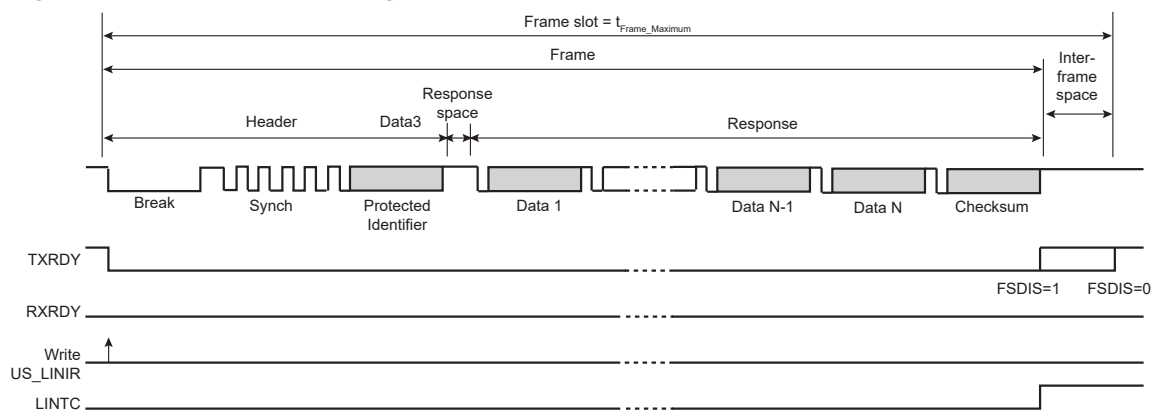 Frame slot = tFrame_Maximum
Frame
Inter-
frame
space
Response
space
Header
Data3
Response
Break
Synch
Protected
Identifier
Data 1
Data N-1
Data N
Checksum
TXRDY
FSDIS=1
FSDIS=0
RXRDY
Write
US_LINIR
LINTC